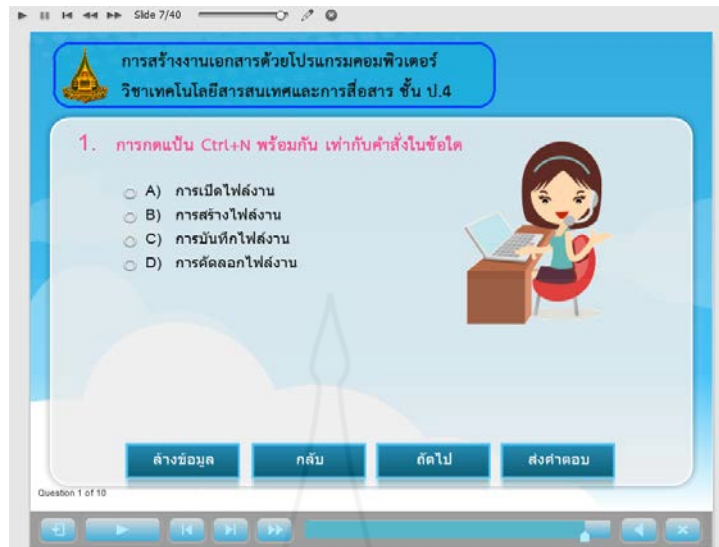 Slide 7/40
การสร้างงานเอกสารด้วยโปรแกรมคอมพิวเตอร์
วิชาเทคโนโลยีสารสนเทศและการสื่อสาร ชั้น ป.4
1. การกดแป้น Ctrl+N พร้อมกัน เท่ากับคำสั่งในข้อใด
A) การเปิดไฟล์งาน
B) การสร้างไฟล์งาน
C) การบันทึกไฟล์งาน
D) การคัดลอกไฟล์งาน
ล้างข้อมูล กลับ ถัดไป ส่งคำตอบ
Question 1 of 10